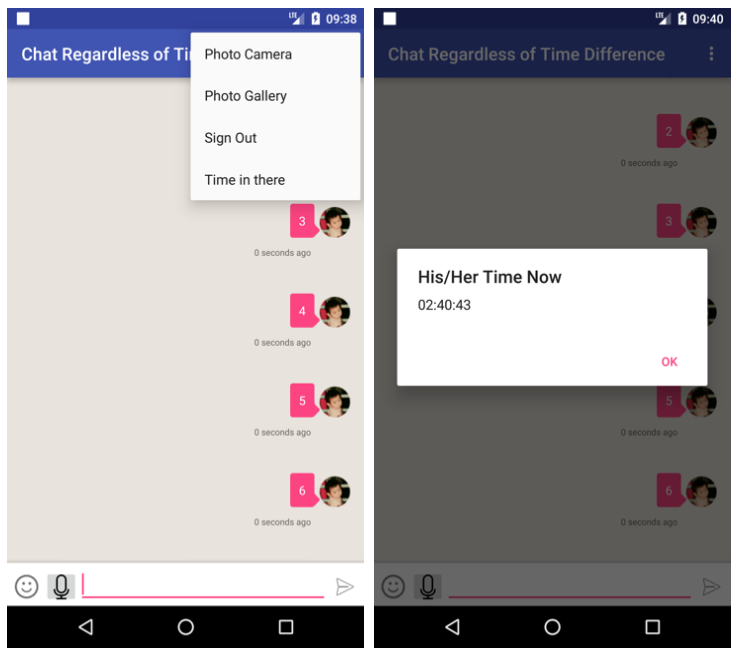 LTE 09:38
Chat Regardless of Ti
Photo Camera
Photo Gallery
Sign Out
Time in there
3
0 seconds ago
4
0 seconds ago
5
0 seconds ago
6
0 seconds ago
LTE 09:40
Chat Regardless of Time Difference
2
0 seconds ago
3
His/Her Time Now
02:40:43
OK
5
0 seconds ago
6
0 seconds ago